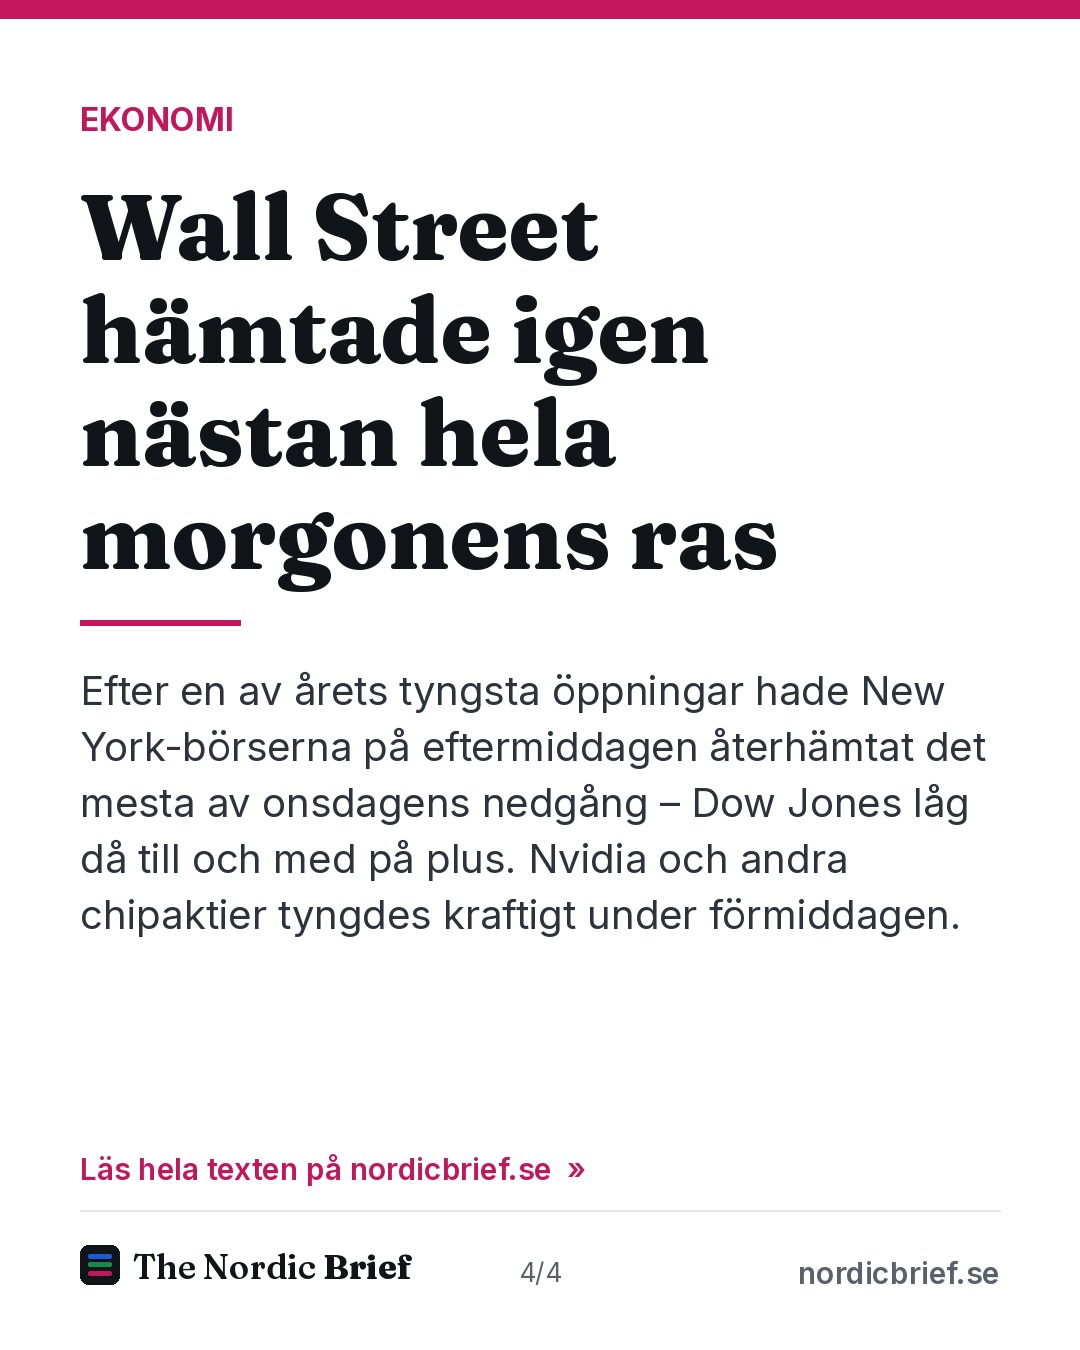 EKONOMI
Wall Street
hämtade igen
nästan hela
morgonens ras
Efter en av årets tyngsta öppningar hade New
York-börserna på eftermiddagen återhämtat det
mesta av onsdagens nedgång – Dow Jones låg
då till och med på plus. Nvidia och andra
chipaktier tyngdes kraftigt under förmiddagen.
Läs hela texten på nordicbrief.se »
The Nordic Brief 4/4 nordicbrief.se